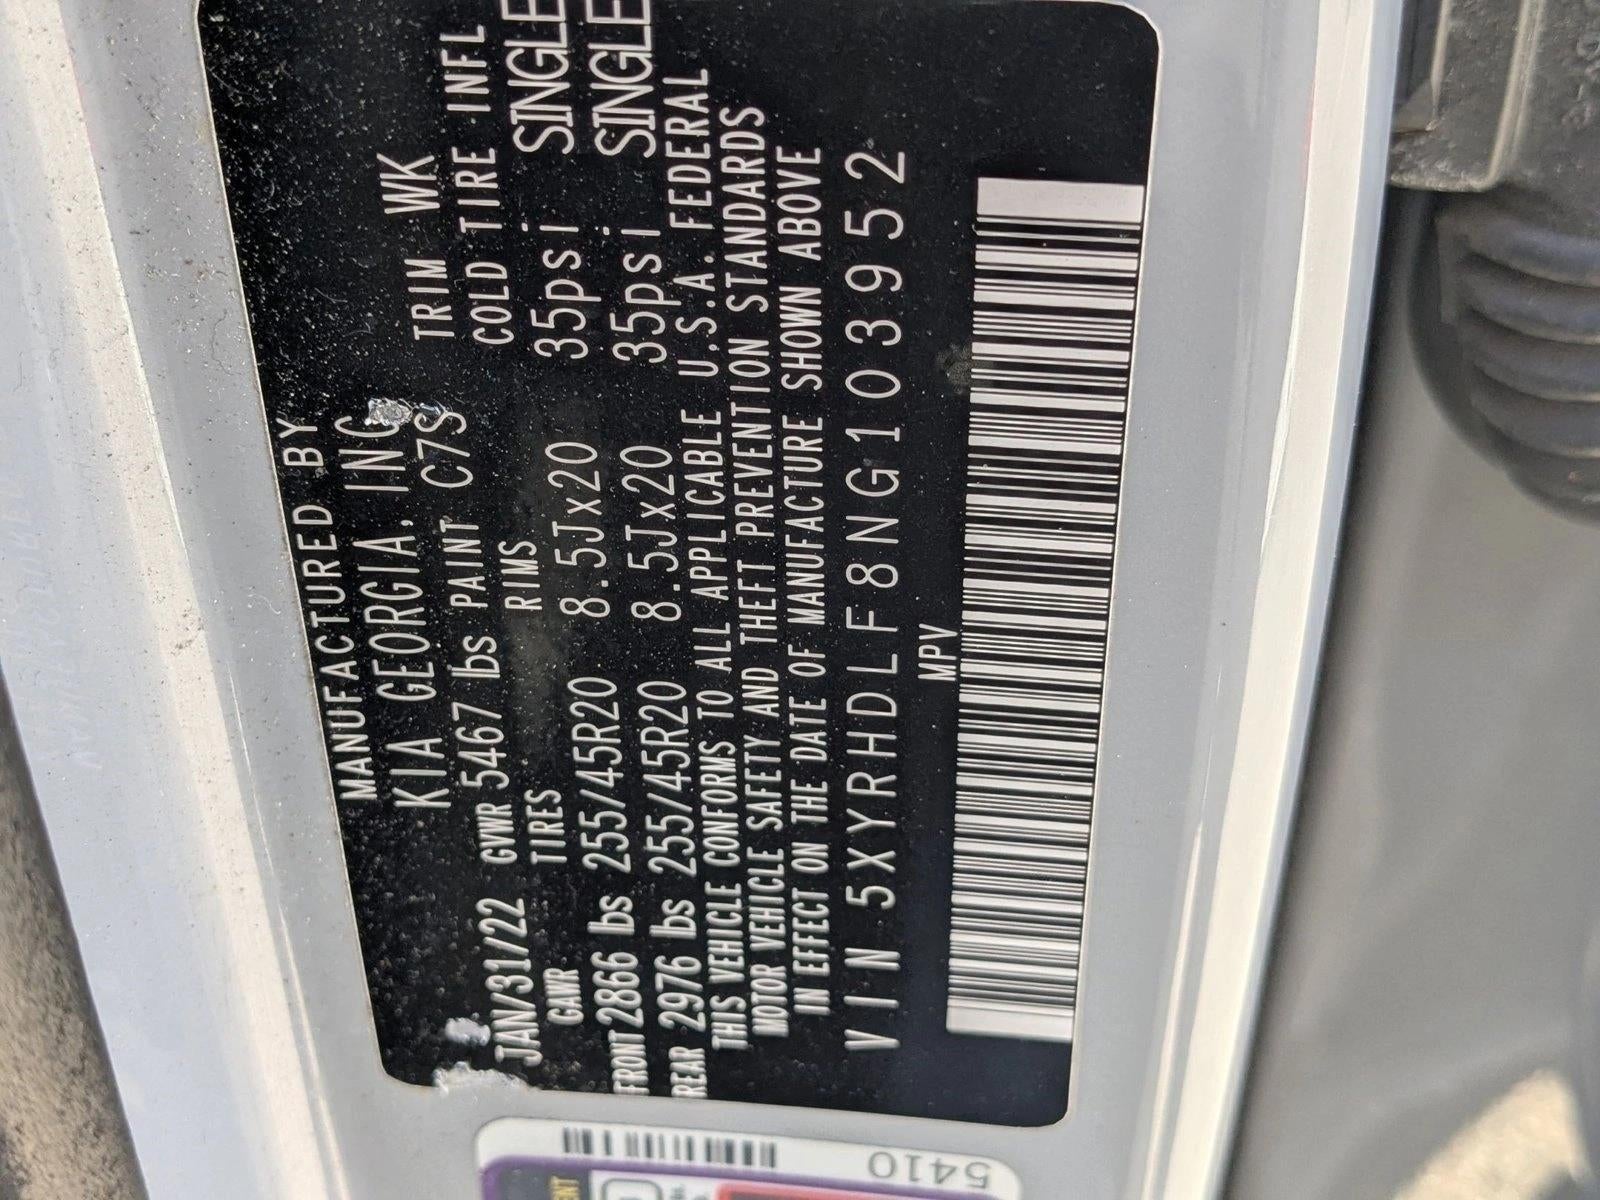 MANUFACTURED BY
KIA GEORGIA, INC
JAN/31/22 GVWR 5467 lbs PAINT C7S TRIM WK
GAWR TIRES RIMS COLD TIRE INFL
FRONT 2866 lbs 255/45R20 8.5Jx20 35psi SINGLE
REAR 2976 lbs 255/45R20 8.5Jx20 35psi SINGLE
THIS VEHICLE CONFORMS TO ALL APPLICABLE U.S.A. FEDERAL
MOTOR VEHICLE SAFETY AND THEFT PREVENTION STANDARDS
IN EFFECT ON THE DATE OF MANUFACTURE SHOWN ABOVE
VIN 5XYRHDLF8NG103952
MPV
5410